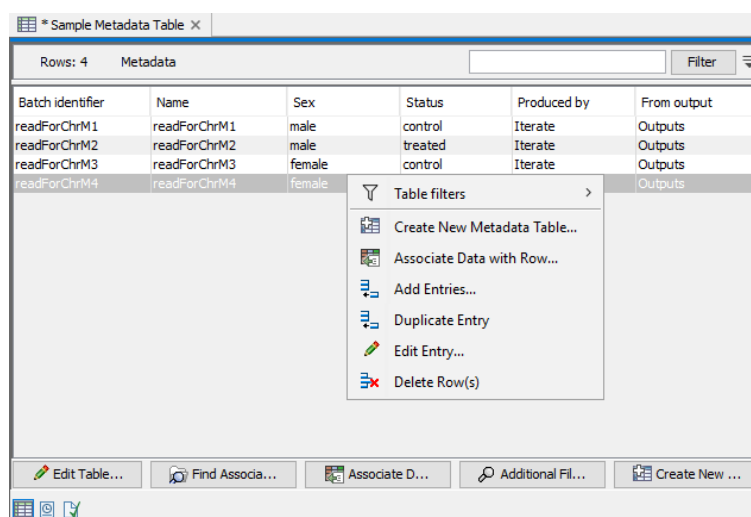 * Sample Metadata Table
Rows: 4 Metadata Filter
Batch identifier Name Sex Status Produced by From output
readForChrM1 readForChrM1 male control Iterate Outputs
readForChrM2 readForChrM2 male treated Iterate Outputs
readForChrM3 readForChrM3 female control Iterate Outputs
readForChrM4 readForChrM4 female Outputs
Table filters
Create New Metadata Table...
Associate Data with Row...
Add Entries...
Duplicate Entry
Edit Entry...
Delete Row(s)
Edit Table... Find Associa... Associate D... Additional Fil... Create New ...